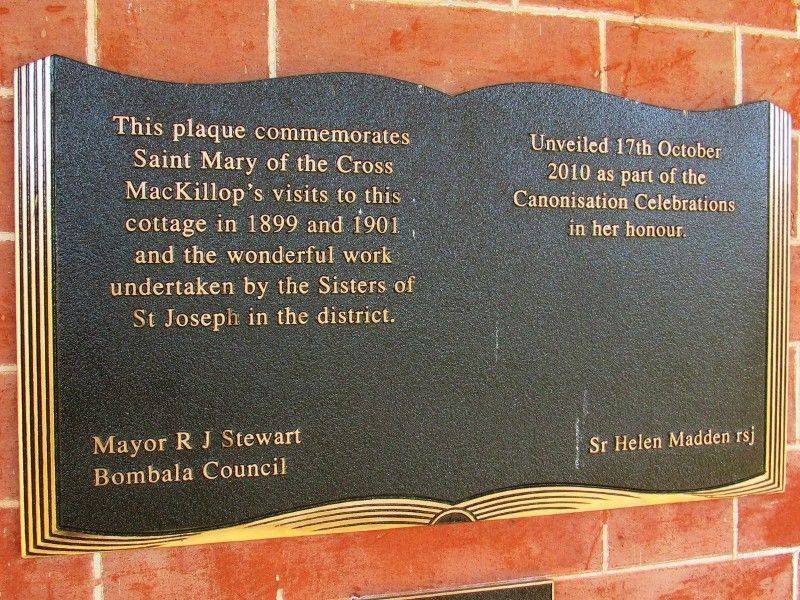 This plaque commemorates
Saint Mary of the Cross
MacKillop's visits to this
cottage in 1899 and 1901
and the wonderful work
undertaken by the Sisters of
St Joseph in the district.
Mayor R J Stewart
Bombala Council
Unveiled 17th October
2010 as part of the
Canonisation Celebrations
in her honour.
Sr Helen Madden rsj